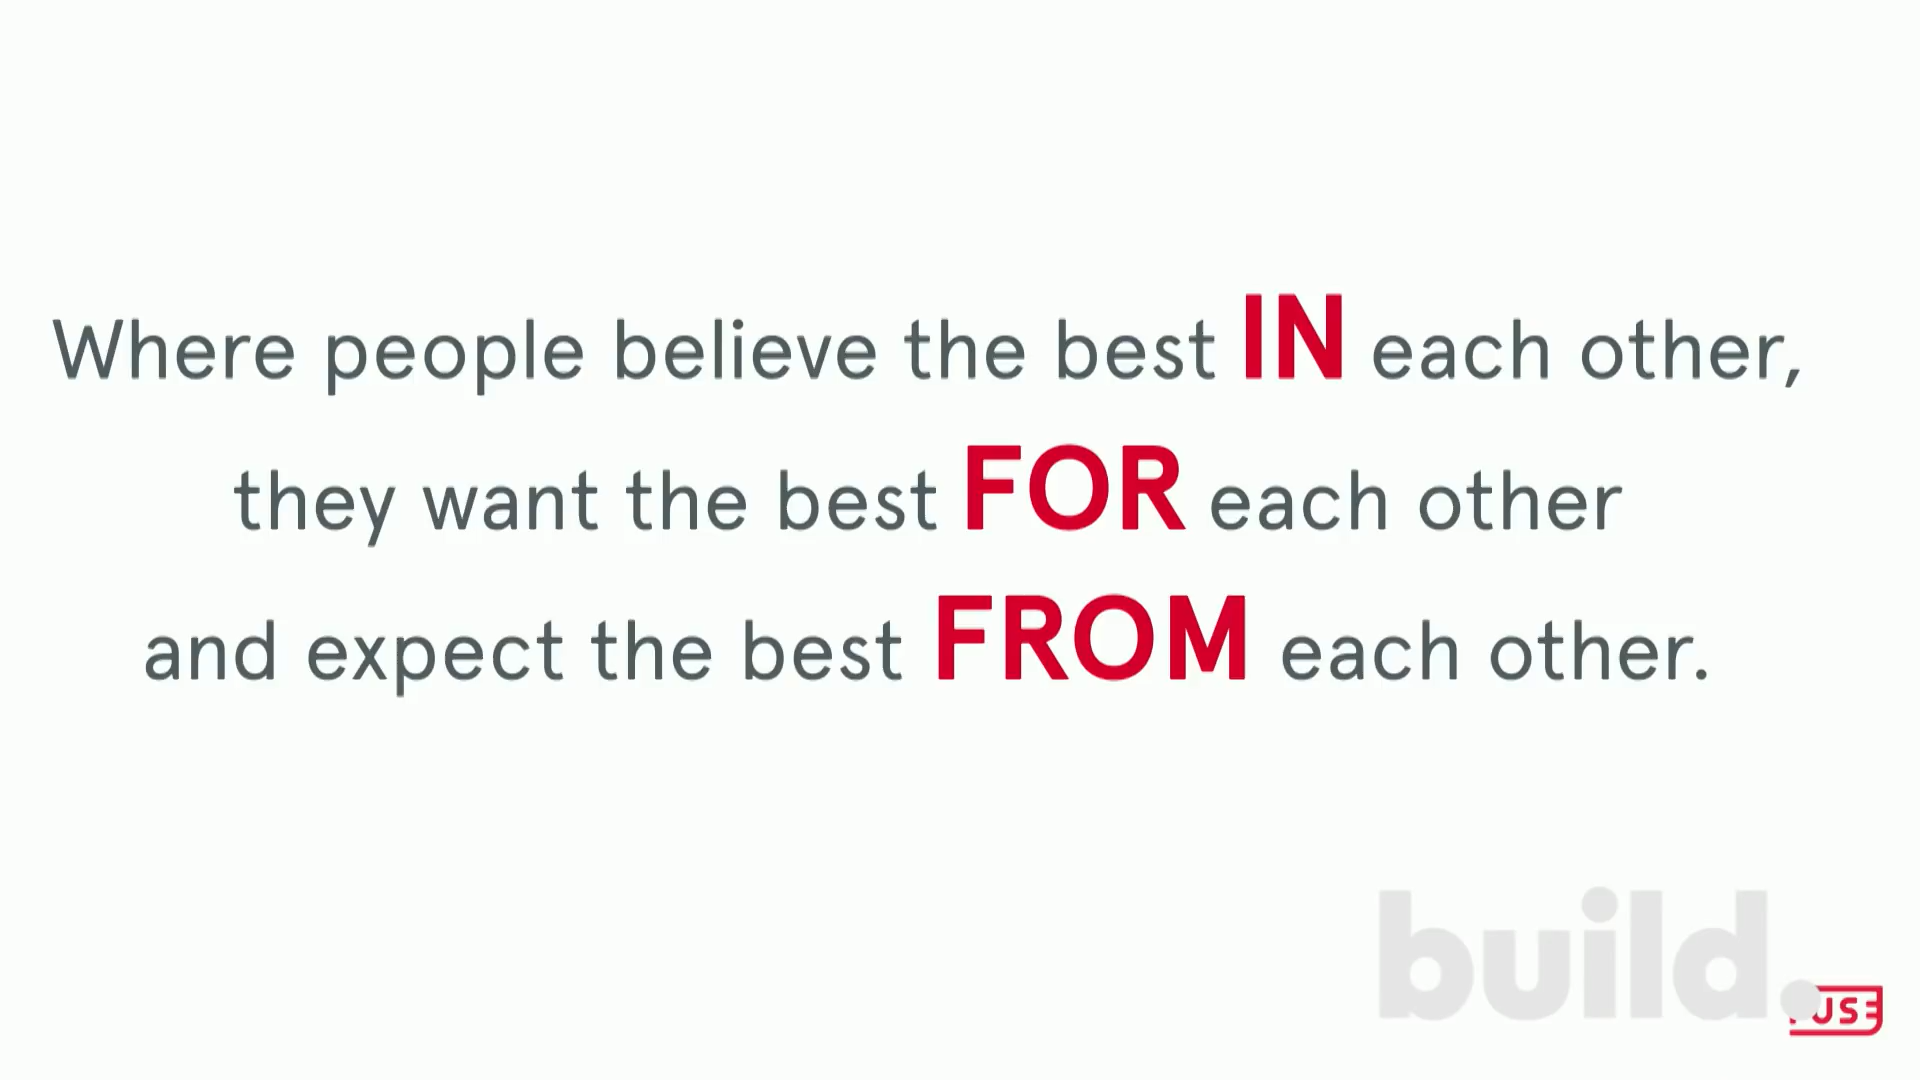 Where people believe the best IN each other,
they want the best FOR each other
and expect the best FROM each other.
build.